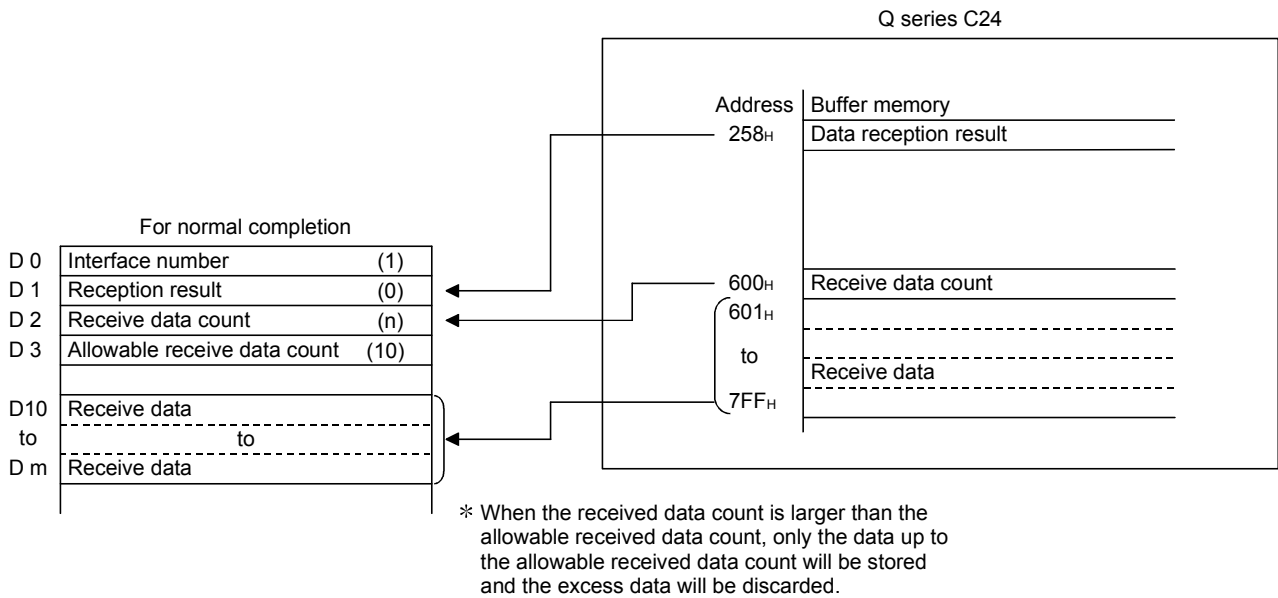 Q series C24
Address Buffer memory
258H Data reception result
For normal completion
D 0 Interface number (1)
D 1 Reception result (0)
D 2 Receive data count (n)
D 3 Allowable receive data count (10)
D10 Receive data
to to
D m Receive data
600H Receive data count
601H
to
Receive data
7FFH
* When the received data count is larger than the
allowable received data count, only the data up to
the allowable received data count will be stored
and the excess data will be discarded.